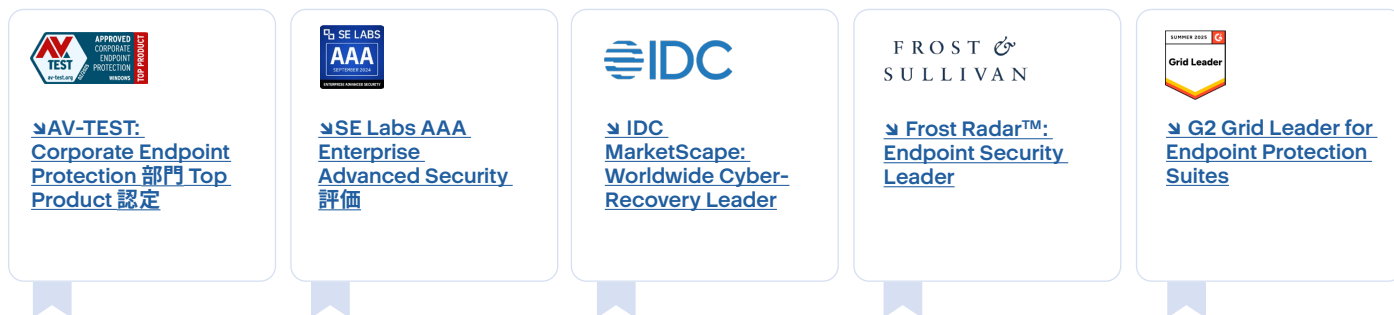 AV
TEST
av-test.org
APPROVED
CORPORATE
ENDPOINT
PROTECTION
WINDOWS
TOP PRODUCT
↘AV-TEST:
Corporate Endpoint
Protection 部門 Top
Product 認定
SE LABS
AAA
SEPTEMBER 2024
ENTERPRISE ADVANCED SECURITY
↘SE Labs AAA
Enterprise
Advanced Security
評価
IDC
↘ IDC
MarketScape:
Worldwide Cyber-
Recovery Leader
FROST &
SULLIVAN
↘ Frost Radar™:
Endpoint Security
Leader
SUMMER 2025
Grid Leader
↘ G2 Grid Leader for
Endpoint Protection
Suites